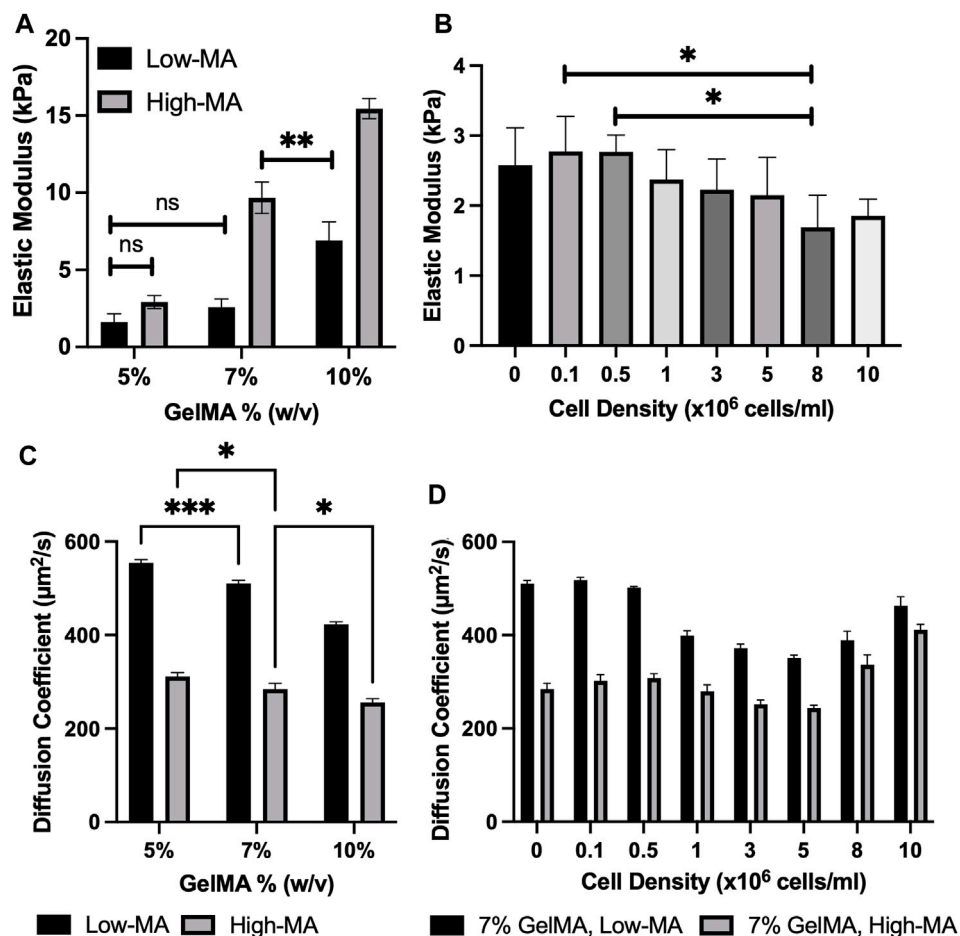 A
Elastic Modulus (kPa)
20
15
10
5
0
Low-MA
High-MA
ns
ns
**
5% 7% 10%
GelMA % (w/v)
B
Elastic Modulus (kPa)
4
3
2
1
0
*
*
0 0.1 0.5 1 3 5 8 10
Cell Density (x10⁶ cells/ml)
C
Diffusion Coefficient (µm²/s)
600
400
200
0
*
***
*
5% 7% 10%
GelMA % (w/v)
Low-MA High-MA
D
Diffusion Coefficient (µm²/s)
600
400
200
0
0 0.1 0.5 1 3 5 8 10
Cell Density (x10⁶ cells/ml)
7% GelMA, Low-MA 7% GelMA, High-MA